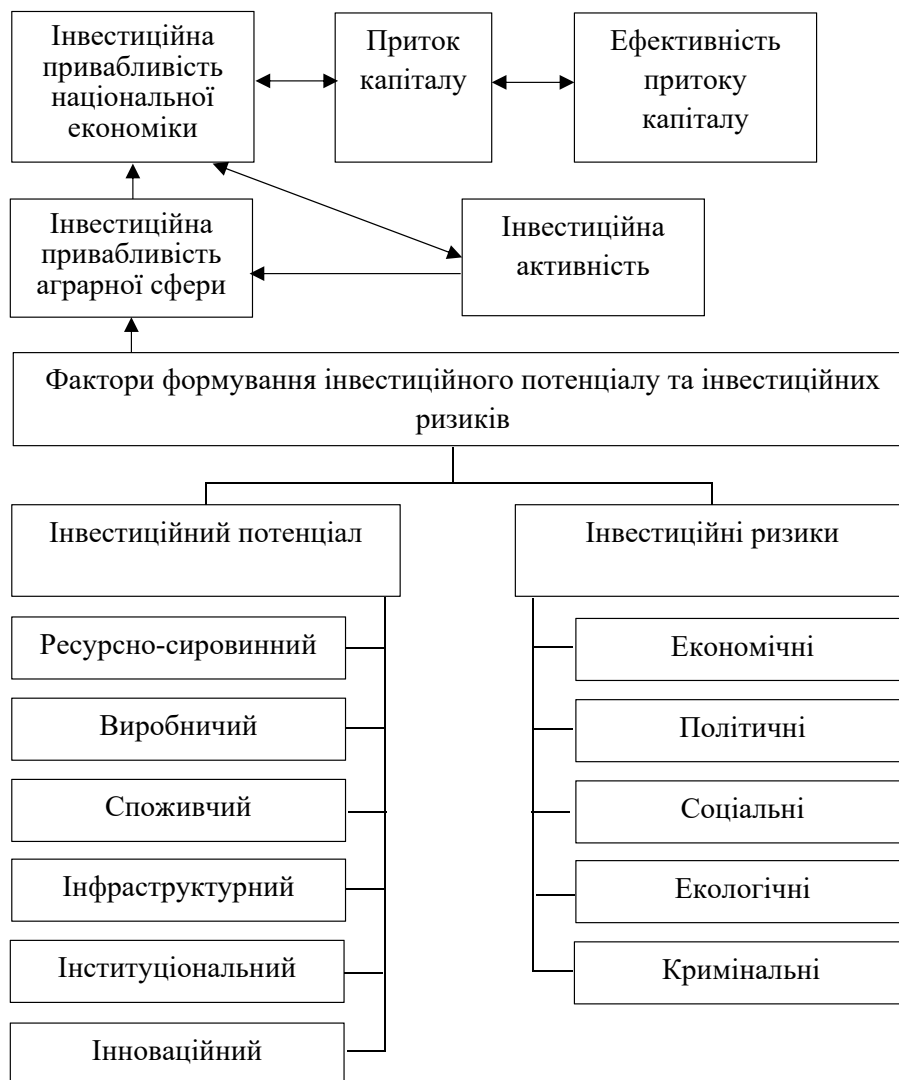 Інвестиційна
привабливість
національної
економіки
Приток
капіталу
Ефективність
притоку
капіталу
Інвестиційна
привабливість
аграрної сфери
Інвестиційна
активність
Фактори формування інвестиційного потенціалу та інвестиційних
ризиків
Інвестиційний потенціал
Ресурсно-сировинний
Виробничий
Споживчий
Інфраструктурний
Інституціональний
Інноваційний
Інвестиційні ризики
Економічні
Політичні
Соціальні
Екологічні
Кримінальні